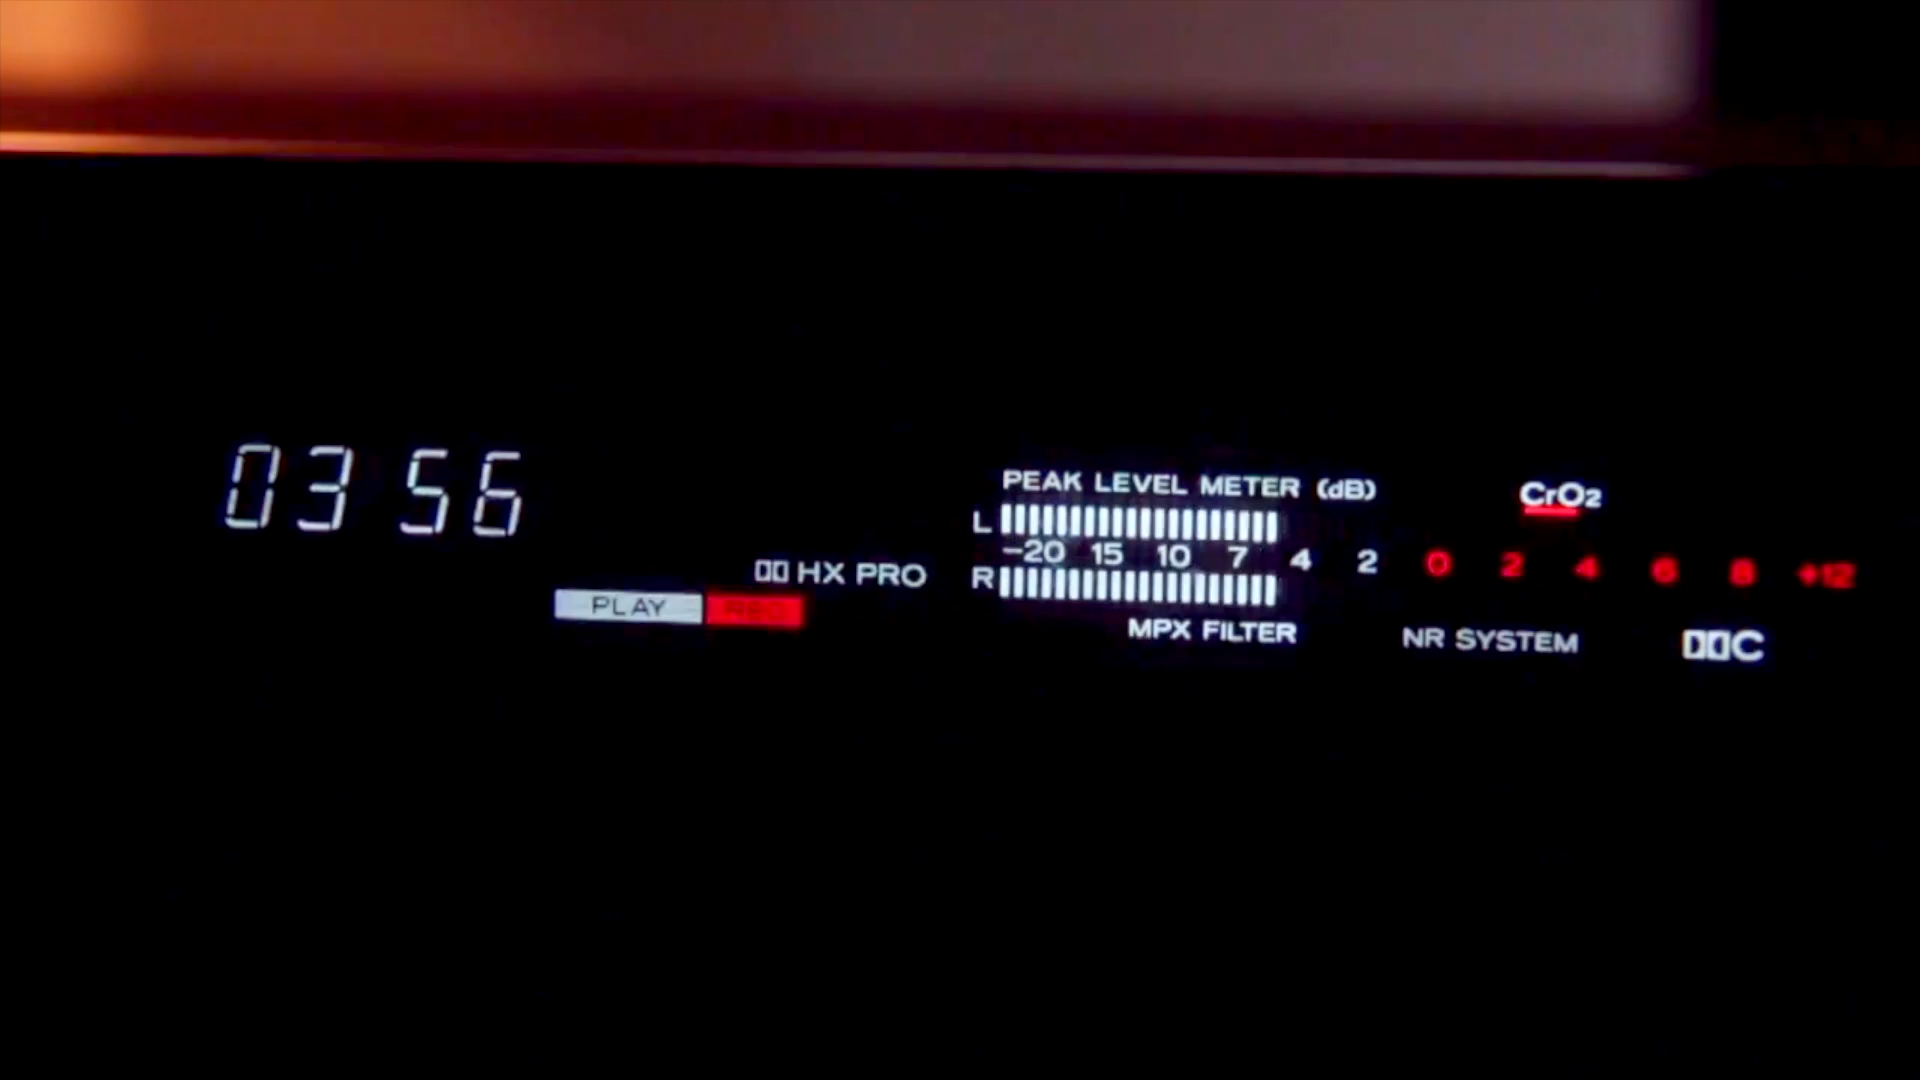 03 56
PEAK LEVEL METER (dB)
CrO2
L
-20 15 10 7 4 2 0 2 4 6 8 +12
HX PRO
R
PLAY REC
MPX FILTER
NR SYSTEM
C